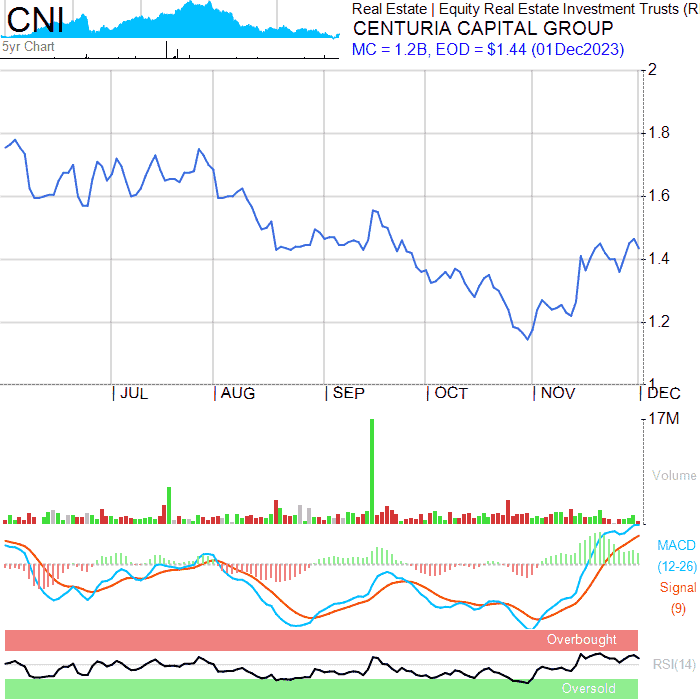 CNI
Real Estate | Equity Real Estate Investment Trusts (R
CENTURIA CAPITAL GROUP
MC = 1.2B, EOD = $1.44 (01Dec2023)
5yr Chart
2
1.8
1.6
1.4
1.2
1
JUL AUG SEP OCT NOV DEC
17M
Volume
MACD
(12-26)
Signal
(9)
Overbought
RSI(14)
Oversold